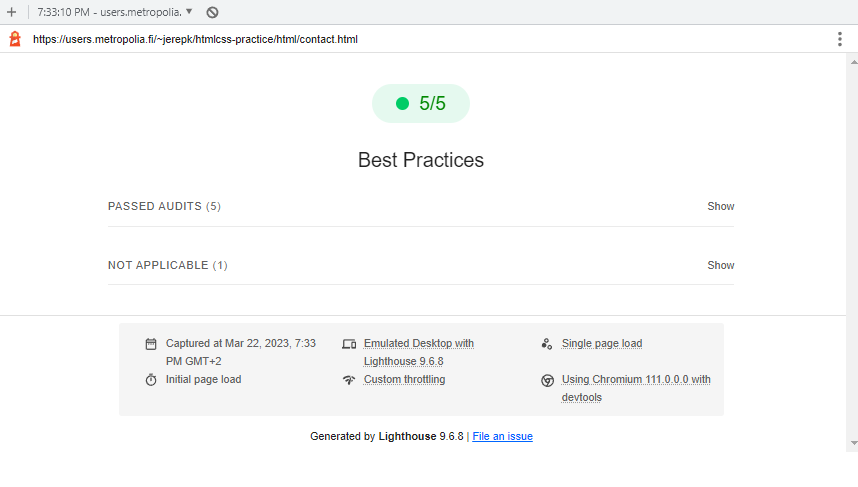 7:33:10 PM - users.metropolia.
https://users.metropolia.fi/~jerepk/htmlcss-practice/html/contact.html
5/5
Best Practices
PASSED AUDITS (5) Show
NOT APPLICABLE (1) Show
Captured at Mar 22, 2023, 7:33
PM GMT+2
Emulated Desktop with
Lighthouse 9.6.8
Single page load
Initial page load
Custom throttling
Using Chromium 111.0.0.0 with
devtools
Generated by Lighthouse 9.6.8 | File an issue